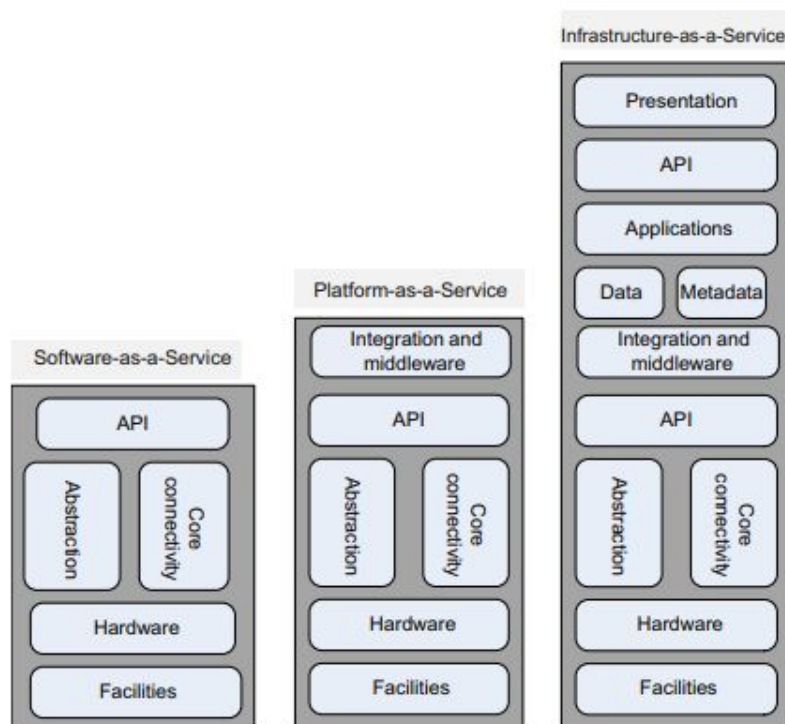 Infrastructure-as-a-Service
Presentation
API
Applications
Data
Metadata
Integration and
middleware
API
Abstraction
Core
connectivity
Hardware
Facilities
Platform-as-a-Service
Integration and
middleware
API
Abstraction
Core
connectivity
Hardware
Facilities
Software-as-a-Service
API
Abstraction
Core
connectivity
Hardware
Facilities